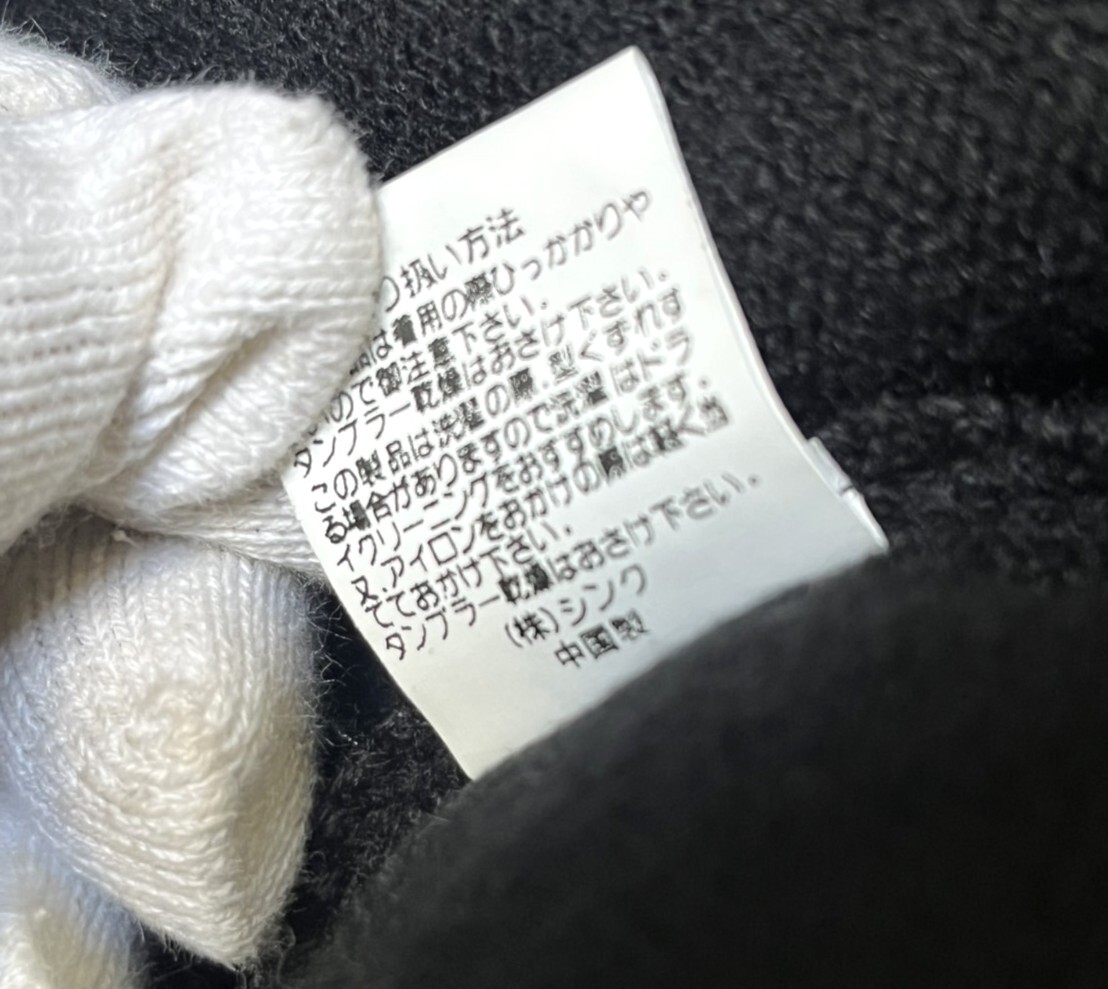 り扱い方法
品は着用の際ひっかかりや
いので御注意下さい.
タンブラー乾燥はおさけ下さい.
この製品は洗濯の際.型くずれす
る場合がありますので洗濯はドラ
イクリーニングをおすすめします.
又.アイロンをおかけの際は軽く当
てておかけ下さい.
タンブラー乾燥はおさけ下さい.
(株)シンク
中国製